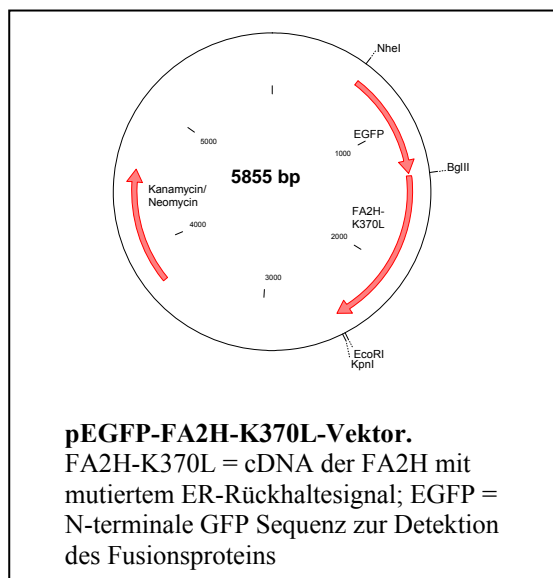 NheI
EGFP
1000
5000
BglII
5855 bp
Kanamycin/
Neomycin
FA2H-
K370L
4000
2000
3000
EcoRI
KpnI
pEGFP-FA2H-K370L-Vektor.
FA2H-K370L = cDNA der FA2H mit
mutiertem ER-Rückhaltesignal; EGFP =
N-terminale GFP Sequenz zur Detektion
des Fusionsproteins